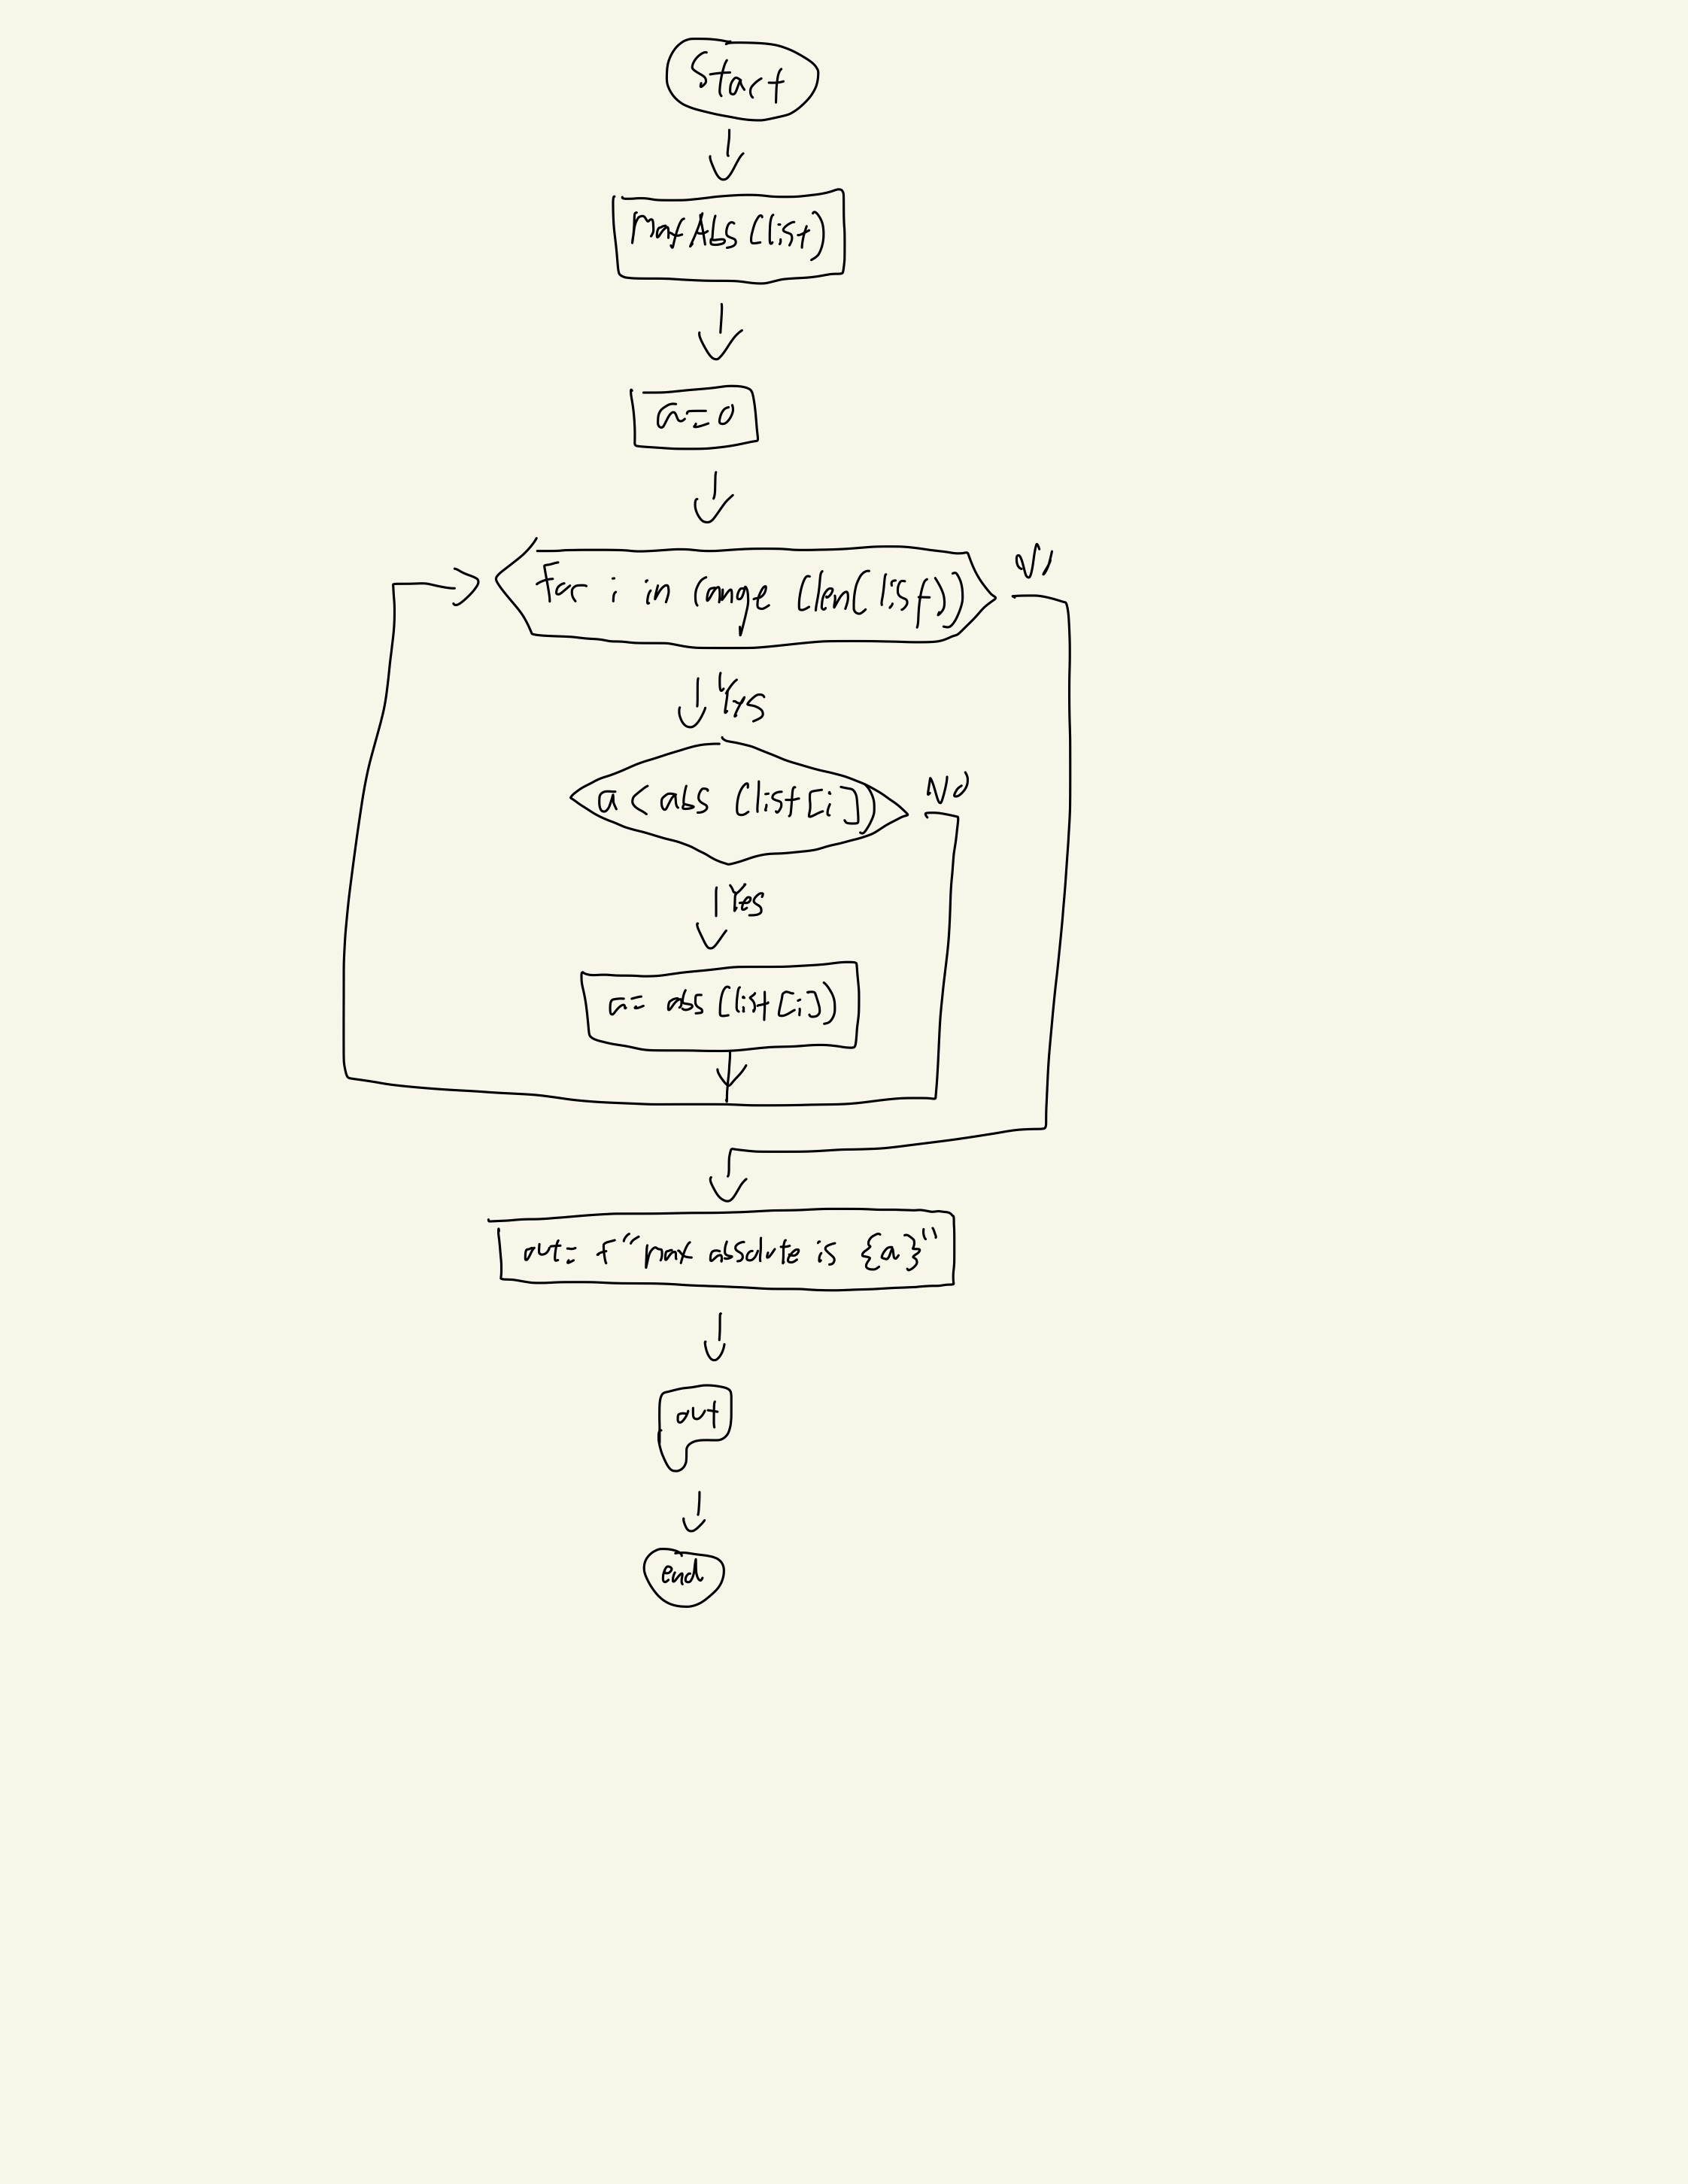 Start
MaxAbs (list)
a = 0
For i in range (len(list))
No
Yes
a < abs (list[i])
No
Yes
a = abs (list[i])
out = f"max absolute is {a}"
out
end